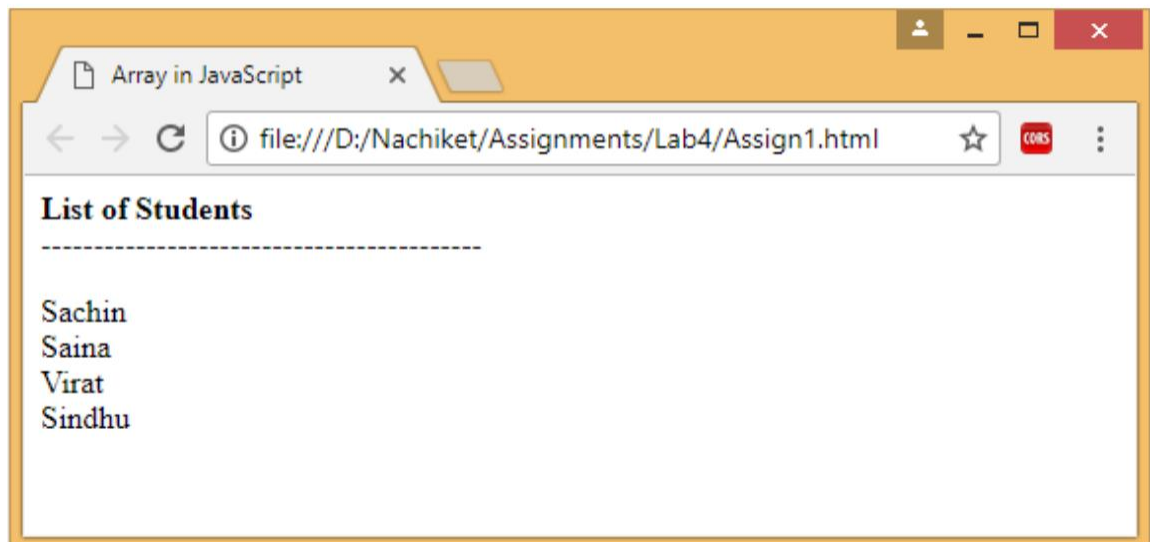 Array in JavaScript
file:///D:/Nachiket/Assignments/Lab4/Assign1.html
CORS
List of Students
------------------------------------------
Sachin
Saina
Virat
Sindhu